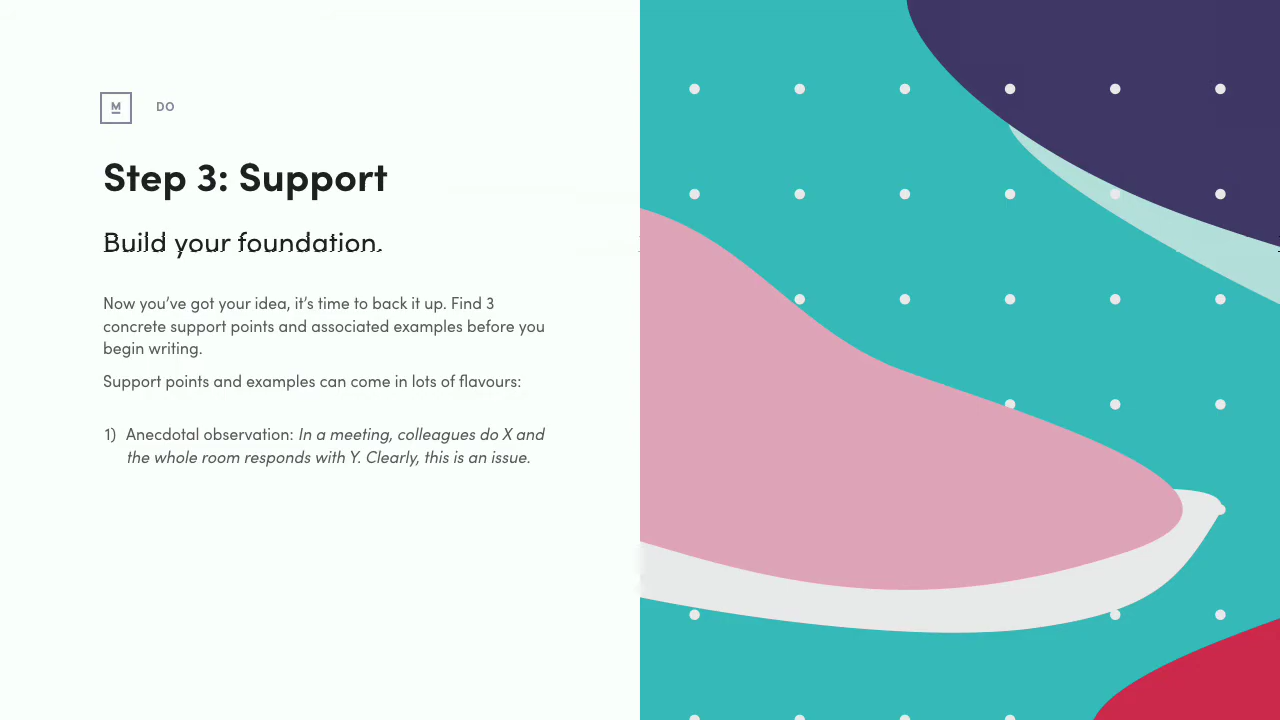 M DO
Step 3: Support
Build your foundation.
Now you’ve got your idea, it’s time to back it up. Find 3
concrete support points and associated examples before you
begin writing.
Support points and examples can come in lots of flavours:
1) Anecdotal observation: In a meeting, colleagues do X and
the whole room responds with Y. Clearly, this is an issue.